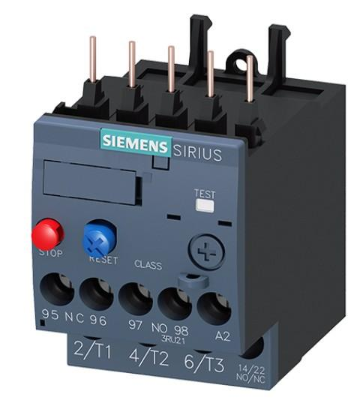 SIEMENS SIRIUS
TEST
STOP RESET CLASS
95 NC 96 97 NO 98 A2
3RU21
2/T1 4/T2 6/T3 14/22
NO/NC